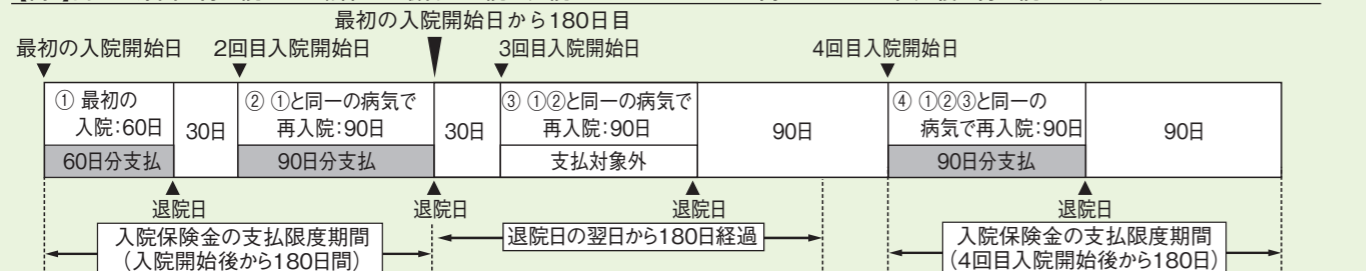 最初の入院開始日から180日目
最初の入院開始日 2回目入院開始日 3回目入院開始日 4回目入院開始日
① 最初の
入院:60日
60日分支払
30日
② ①と同一の病気で
再入院:90日
90日分支払
30日
③ ①②と同一の病気で
再入院:90日
支払対象外
90日
④ ①②③と同一の
病気で再入院:90日
90日分支払
90日
退院日 退院日 退院日 退院日
入院保険金の支払限度期間
(入院開始後から180日間)
退院日の翌日から180日経過
入院保険金の支払限度期間
(4回目入院開始後から180日)